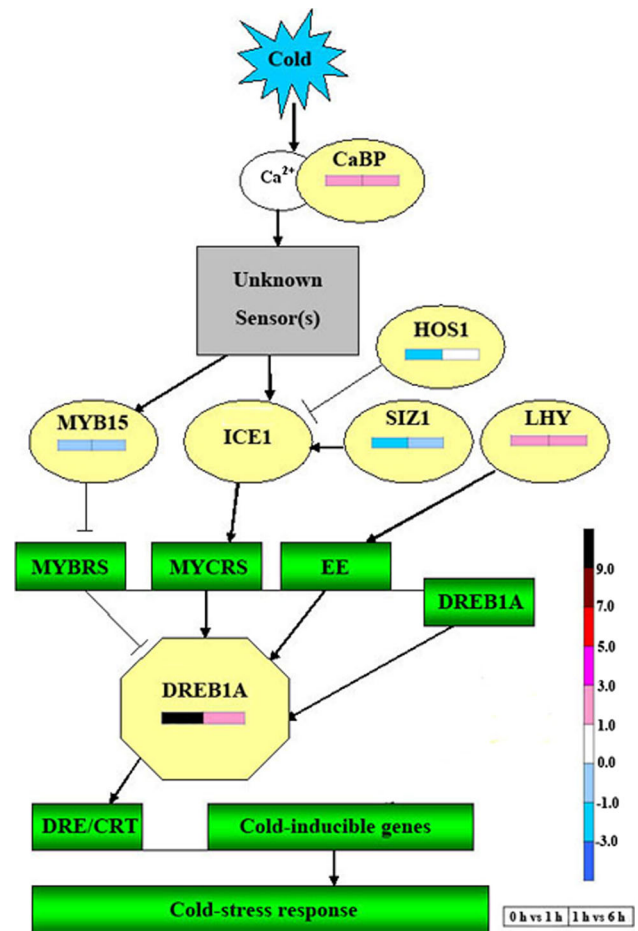 Cold
Ca2+
CaBP
Unknown
Sensor(s)
HOS1
MYB15
ICE1
SIZ1
LHY
MYBRS
MYCRS
EE
DREB1A
DREB1A
9.0
7.0
5.0
3.0
1.0
0.0
-1.0
-3.0
DRE/CRT
Cold-inducible genes
Cold-stress response
0 h vs 1 h
1 h vs 6 h